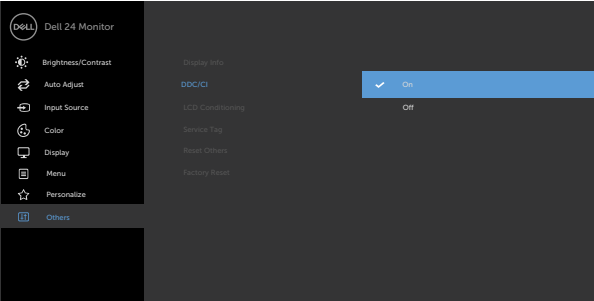 DELL
Dell 24 Monitor
Brightness/Contrast
Auto Adjust
Input Source
Color
Display
Menu
Personalize
Others
Display Info
DDC/CI
LCD Conditioning
Service Tag
Reset Others
Factory Reset
On
Off